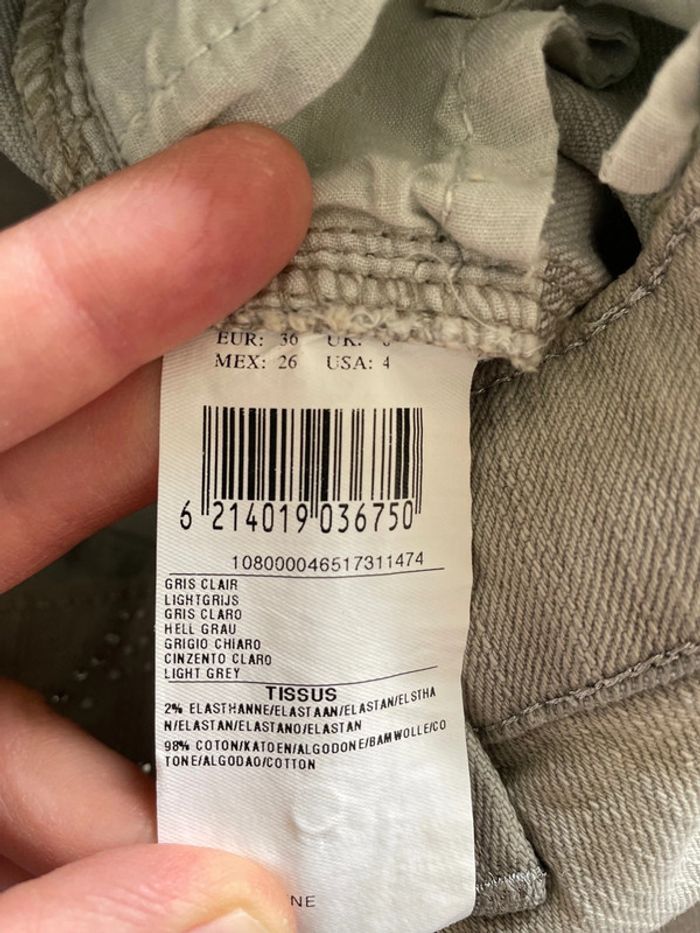 EUR: 36 UK:
MEX: 26 USA: 4
6 214019 036750
108000046517311474
GRIS CLAIR
LIGHTGRIJS
GRIS CLARO
HELL GRAU
GRIGIO CHIARO
CINZENTO CLARO
LIGHT GREY
TISSUS
2% ELASTHANNE/ELASTAAN/ELASTAN/ELSTHA
N/ELASTAN/ELASTANO/ELASTAN
98% COTON/KATOEN/ALGODONE/BAMWOLLE/CO
TONE/ALGODAO/COTTON
NE